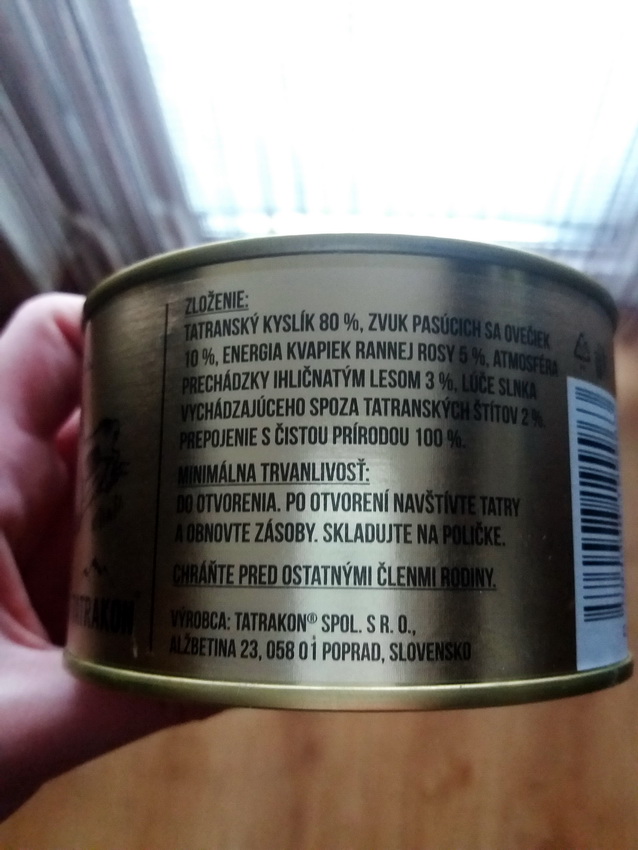 ZLOŽENIE:
TATRANSKÝ KYSLÍK 80 %, ZVUK PASÚCICH SA OVEČIEK
10 %, ENERGIA KVAPIEK RANNEJ ROSY 5 %, ATMOSFÉRA
PRECHÁDZKY IHLIČNATÝM LESOM 3 %, LÚČE SLNKA
VYCHÁDZAJÚCEHO SPOZA TATRANSKÝCH ŠTÍTOV 2 %.
PREPOJENIE S ČISTOU PRÍRODOU 100 %.
MINIMÁLNA TRVANLIVOSŤ:
DO OTVORENIA. PO OTVORENÍ NAVŠTÍVTE TATRY
A OBNOVTE ZÁSOBY. SKLADUJTE NA POLIČKE.
CHRÁŇTE PRED OSTATNÝMI ČLENMI RODINY.
VÝROBCA: TATRAKON® SPOL. S R. O.,
ALŽBETINA 23, 058 01 POPRAD, SLOVENSKO
TATRAKON